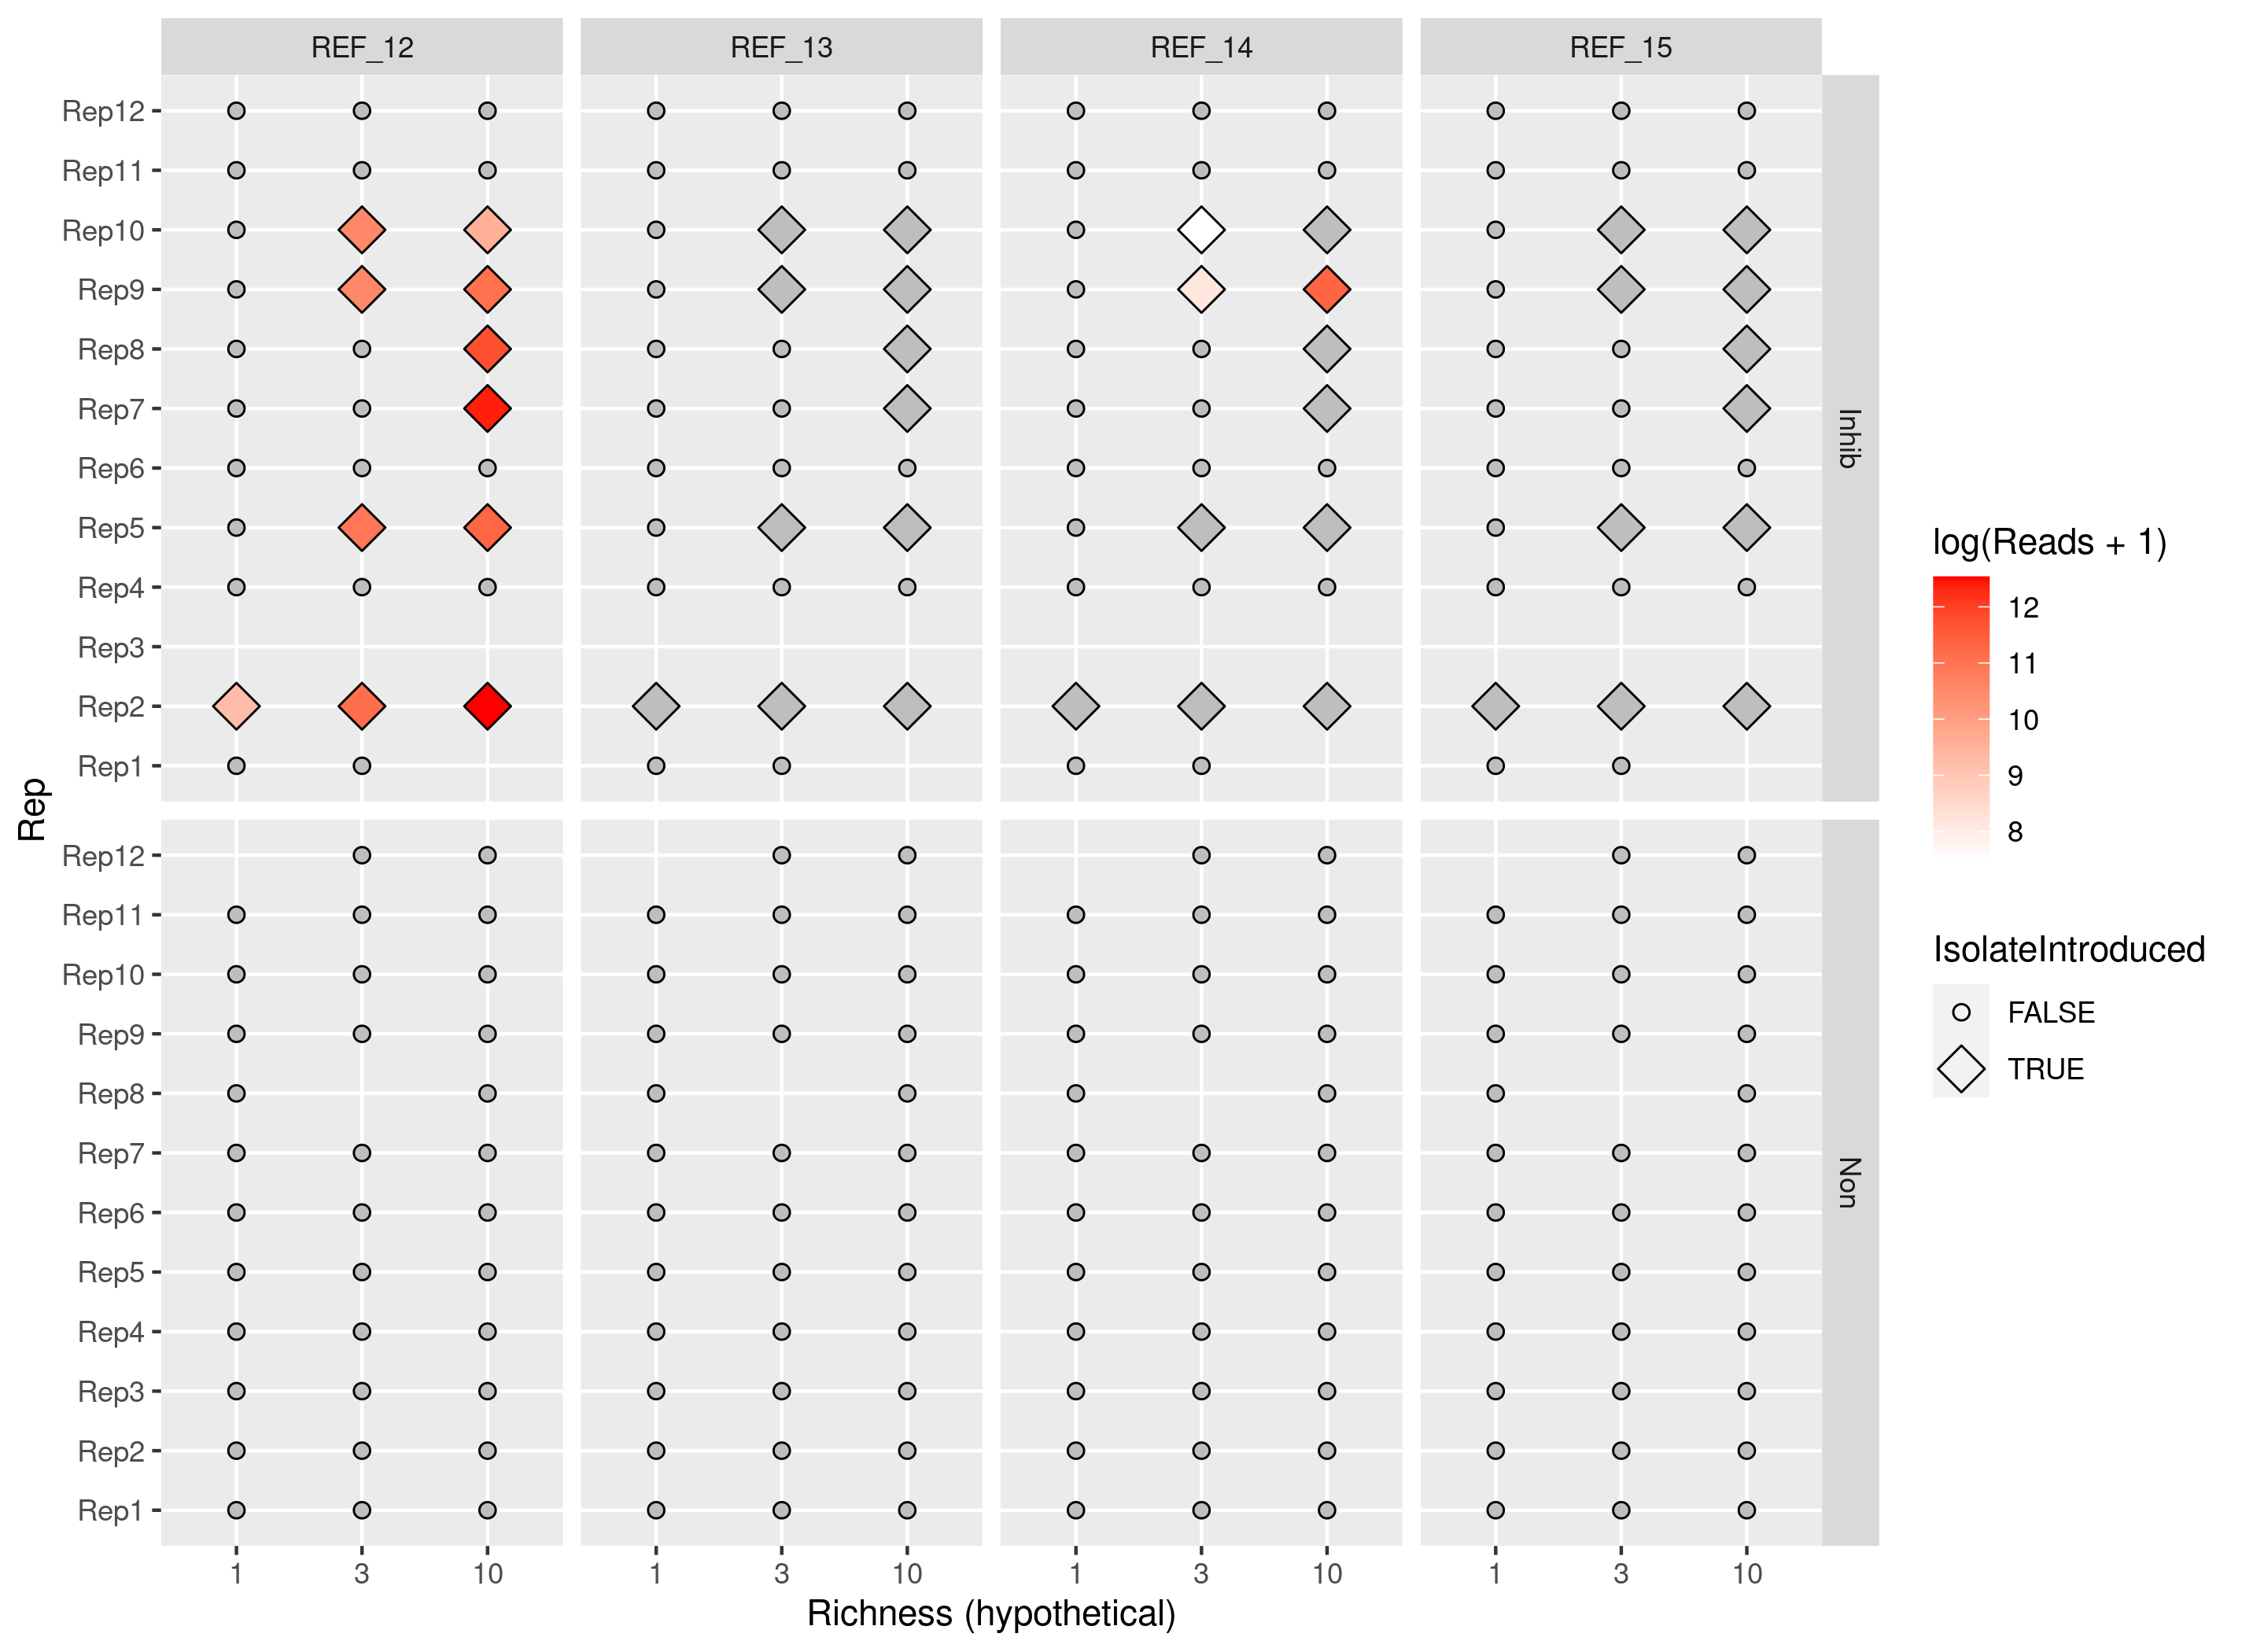 REF_12 REF_13 REF_14 REF_15
Rep12
Rep11
Rep10
Rep9
Rep8
Rep7
Rep6
Rep5
Rep4
Rep3
Rep2
Rep1
Inhib
Rep12
Rep11
Rep10
Rep9
Rep8
Rep7
Rep6
Rep5
Rep4
Rep3
Rep2
Rep1
Non
Rep
1 3 10 1 3 10 1 3 10 1 3 10
Richness (hypothetical)
log(Reads + 1)
12
11
10
9
8
IsolateIntroduced
FALSE
TRUE